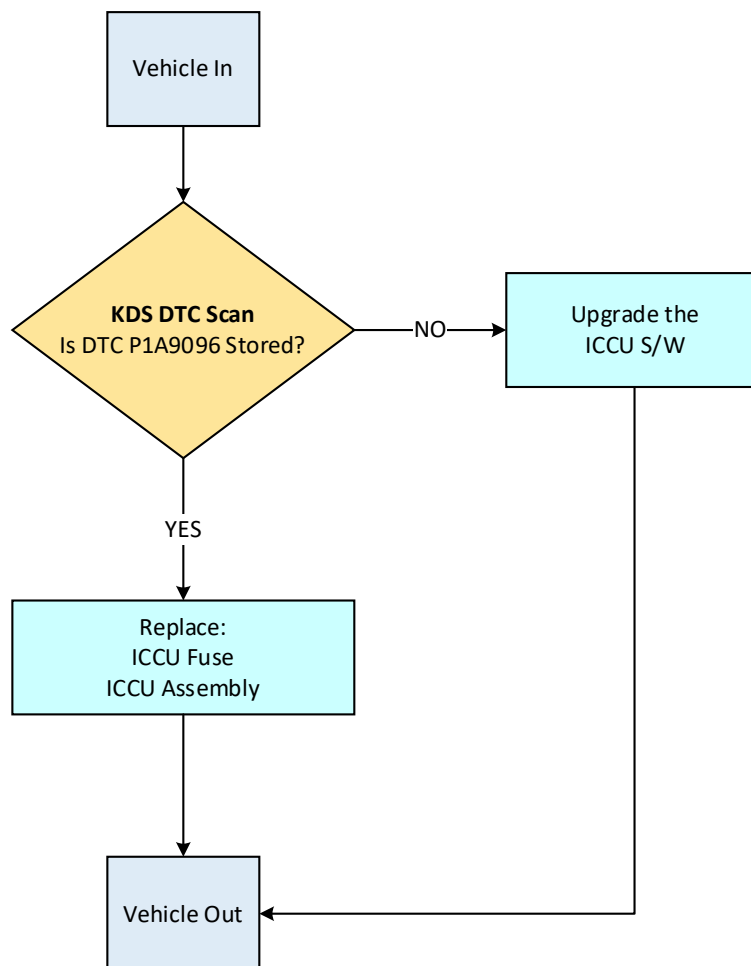 Vehicle In
KDS DTC Scan
Is DTC P1A9096 Stored?
NO
Upgrade the
ICCU S/W
YES
Replace:
ICCU Fuse
ICCU Assembly
Vehicle Out